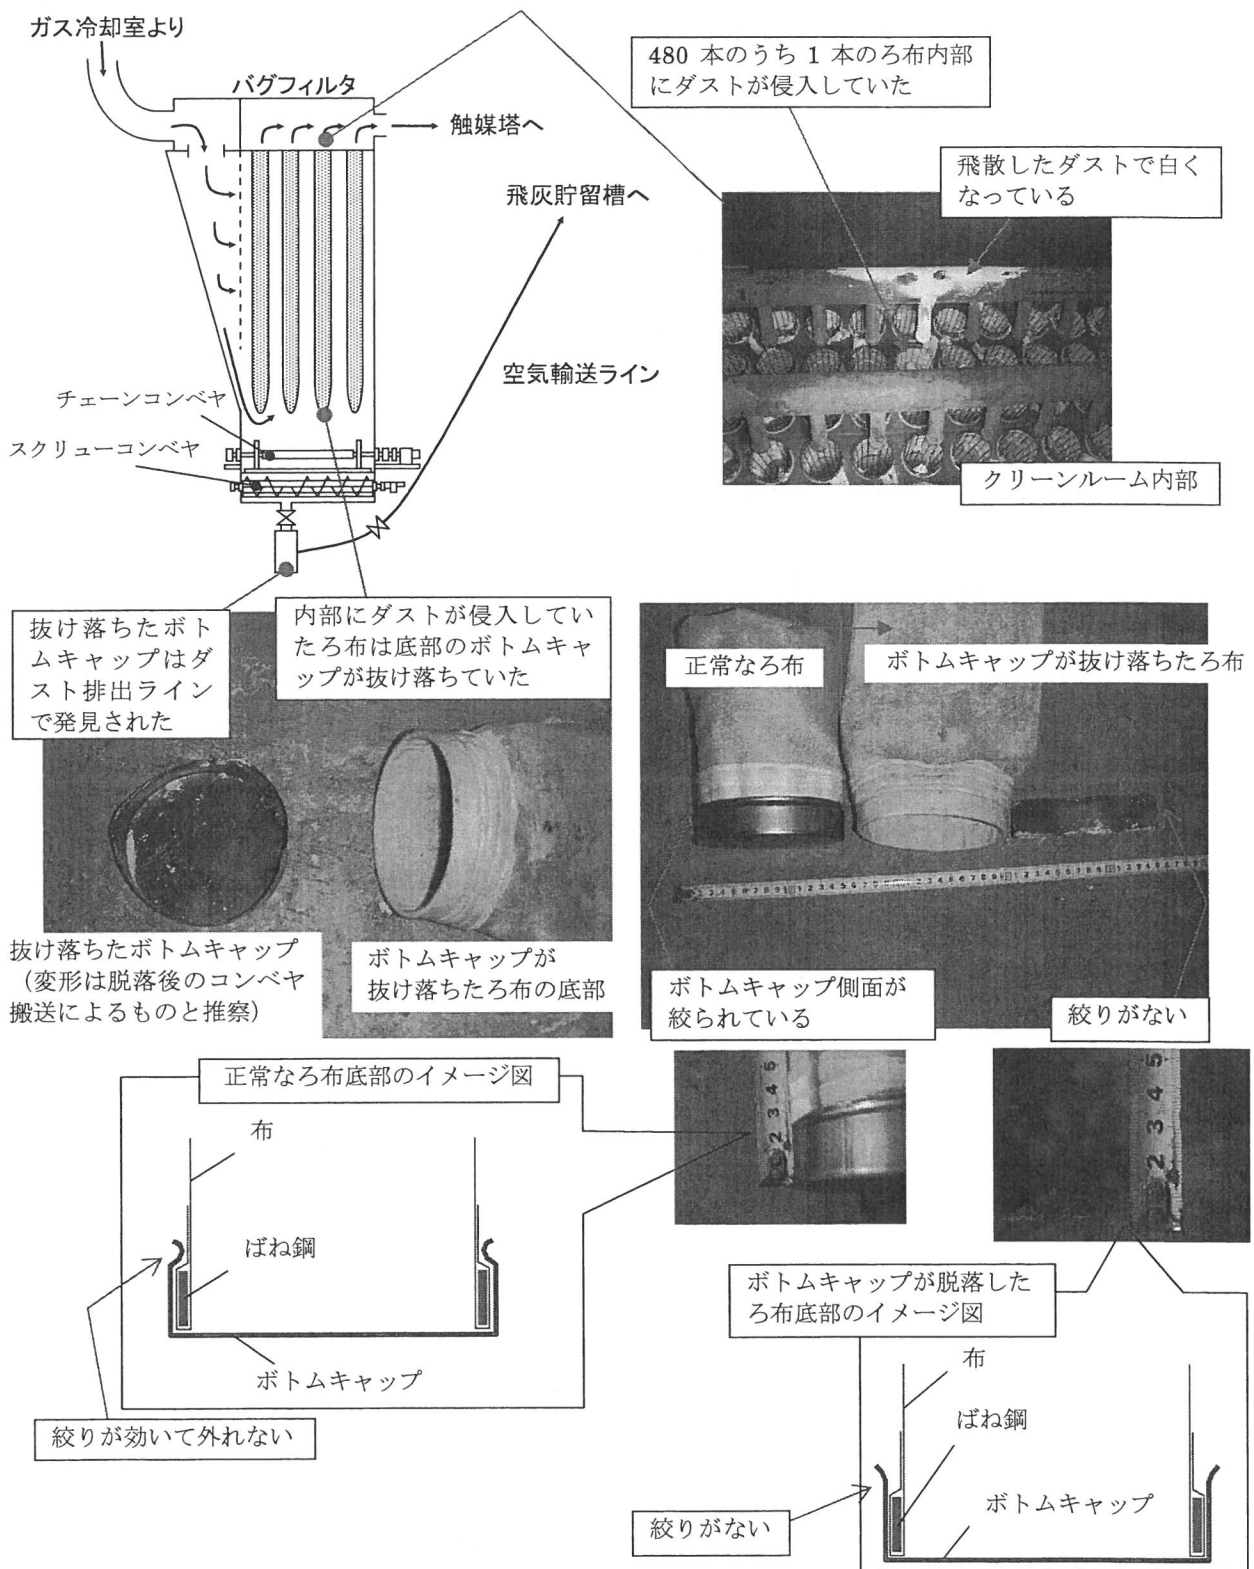 ガス冷却室より
バグフィルタ
触媒塔へ
飛灰貯留槽へ
空気輸送ライン
チェーンコンベヤ
スクリューコンベヤ
480 本のうち 1 本のろ布内部
にダストが侵入していた
飛散したダストで白く
なっている
クリーンルーム内部
抜け落ちたボト
ムキャップはダ
スト排出ライン
で発見された
内部にダストが侵入してい
たろ布は底部のボトムキャ
ップが抜け落ちていた
正常なろ布
ボトムキャップが抜け落ちたろ布
抜け落ちたボトムキャップ
（変形は脱落後のコンベヤ
搬送によるものと推察）
ボトムキャップが
抜け落ちたろ布の底部
ボトムキャップ側面が
絞られている
絞りがない
正常なろ布底部のイメージ図
布
ばね鋼
ボトムキャップ
絞りが効いて外れない
ボトムキャップが脱落した
ろ布底部のイメージ図
布
ばね鋼
ボトムキャップ
絞りがない